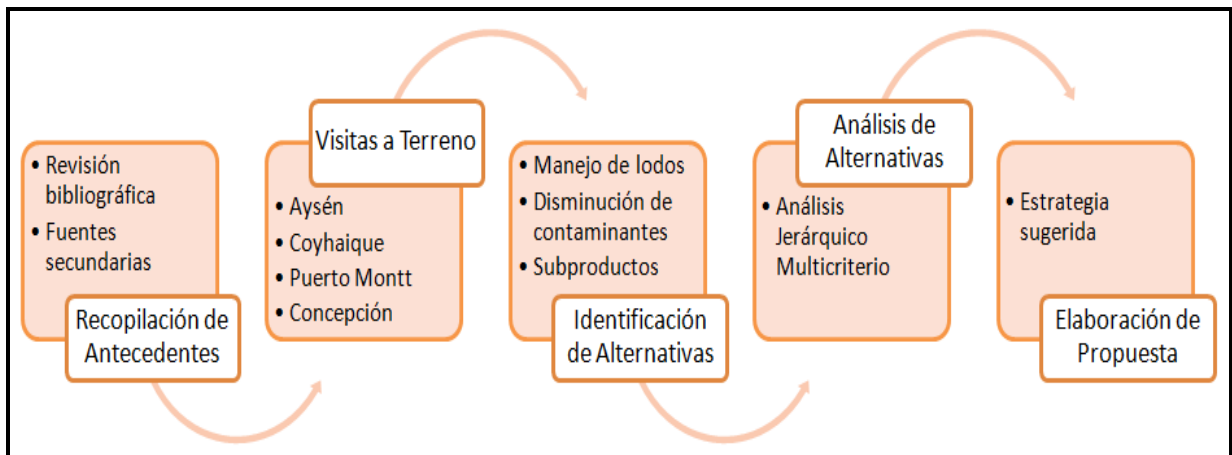 • Revisión
bibliográfica
• Fuentes
secundarias
Recopilación de
Antecedentes
Visitas a Terreno
• Aysén
• Coyhaique
• Puerto Montt
• Concepción
• Manejo de lodos
• Disminución de
contaminantes
• Subproductos
Identificación
de Alternativas
Análisis de
Alternativas
• Análisis
Jerárquico
Multicriterio
• Estrategia
sugerida
Elaboración de
Propuesta